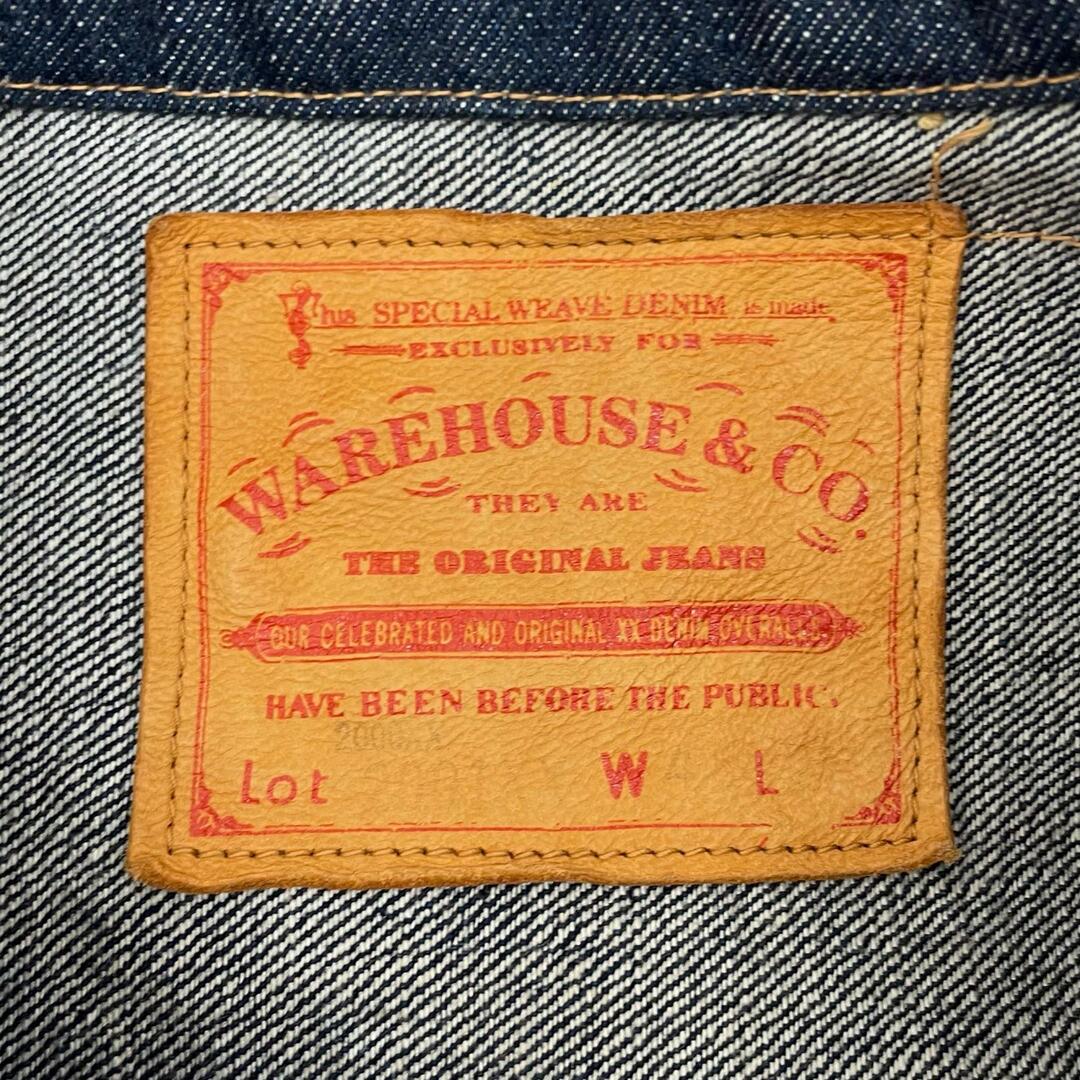 This SPECIAL WEAVE DENIM is made
EXCLUSIVELY FOR
WAREHOUSE & CO.
THEY ARE
THE ORIGINAL JEANS
OUR CELEBRATED AND ORIGINAL XX DENIM OVERALLS
HAVE BEEN BEFORE THE PUBLIC.
Lot W L